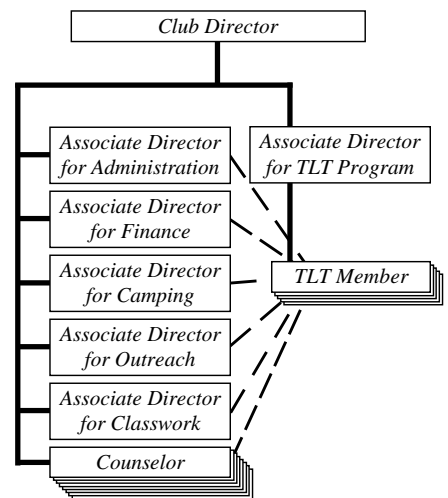 Club Director
Associate Director
for Administration
Associate Director
for TLT Program
Associate Director
for Finance
TLT Member
Associate Director
for Camping
Associate Director
for Outreach
Associate Director
for Classwork
Counselor